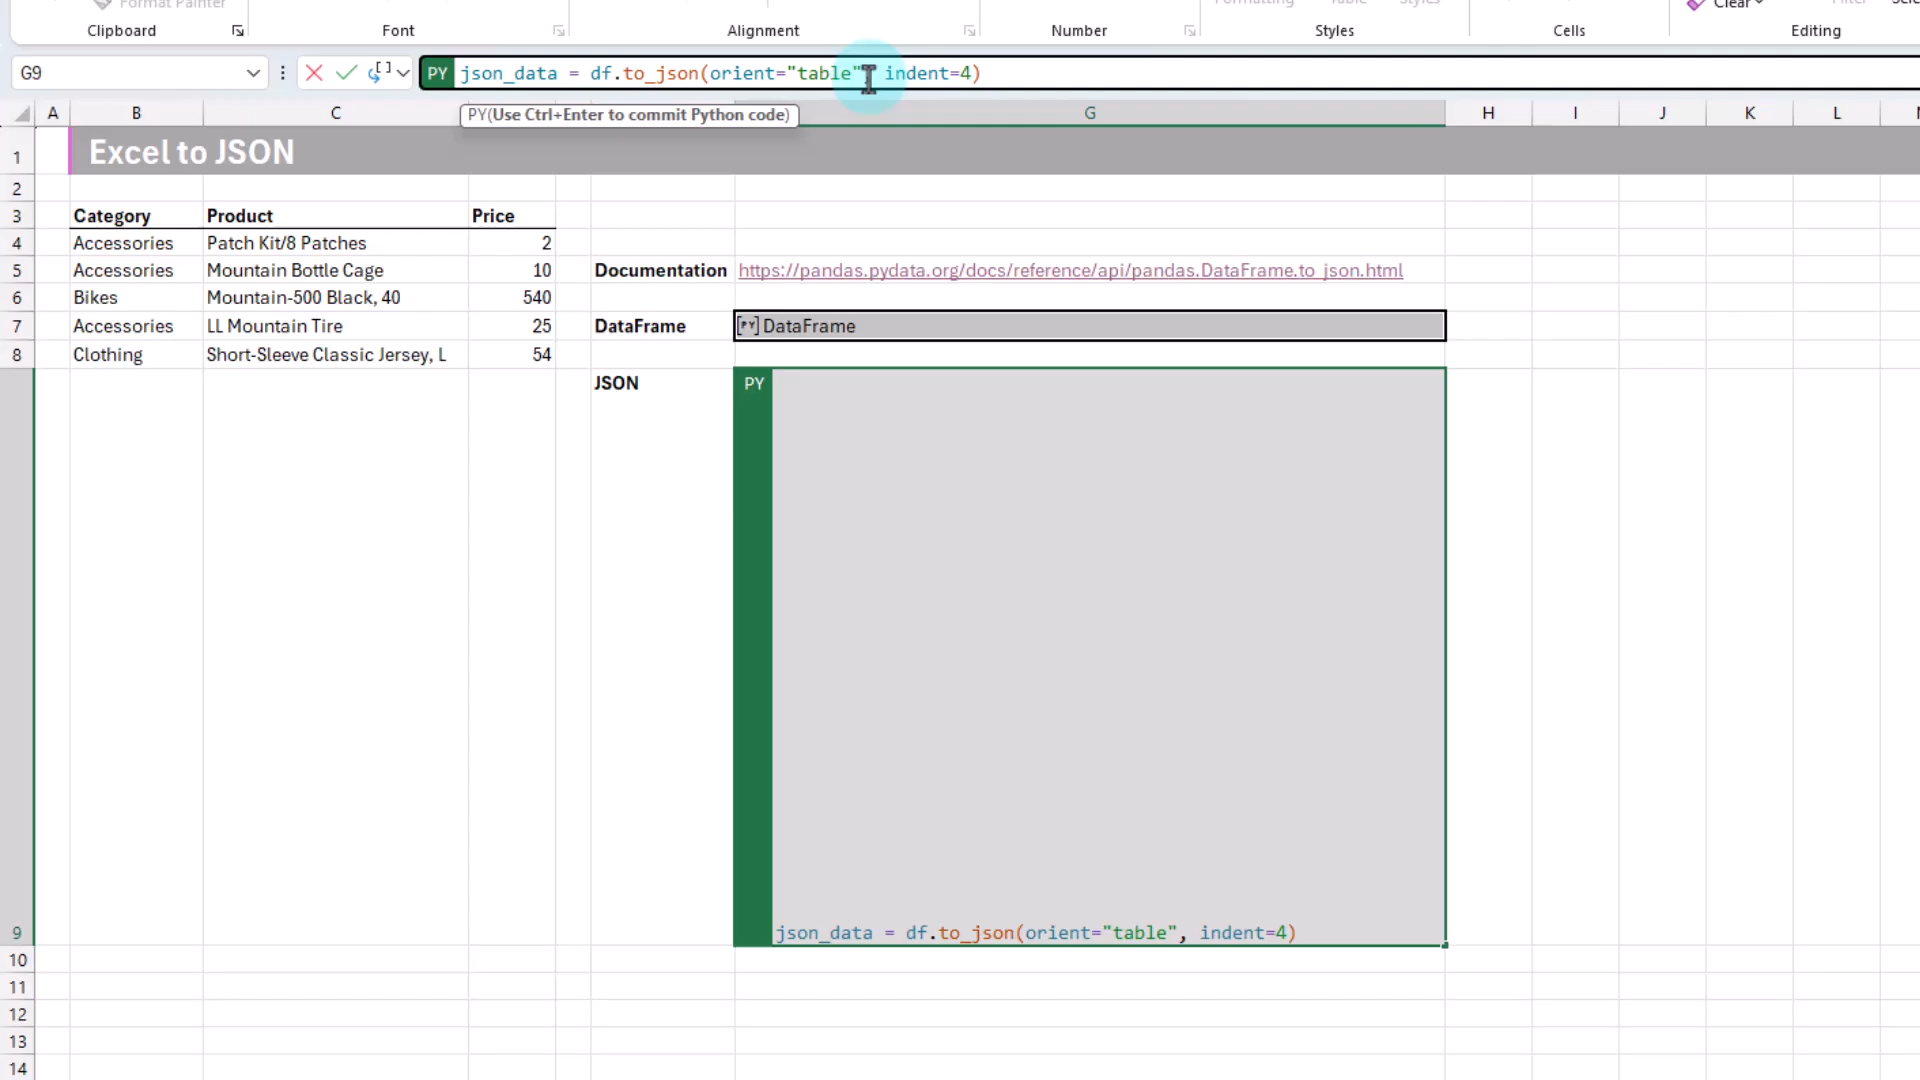 Format Painter
Clear
Clipboard
Font
Alignment
Number
Styles
Cells
Editing
G9
PY json_data = df.to_json(orient="table", indent=4)
PY(Use Ctrl+Enter to commit Python code)
A B C G H I J K L
1 Excel to JSON
2
3 Category Product Price
4 Accessories Patch Kit/8 Patches 2
5 Accessories Mountain Bottle Cage 10 Documentation https://pandas.pydata.org/docs/reference/api/pandas.DataFrame.to_json.html
6 Bikes Mountain-500 Black, 40 540
7 Accessories LL Mountain Tire 25 DataFrame [PY] DataFrame
8 Clothing Short-Sleeve Classic Jersey, L 54
JSON PY
9 json_data = df.to_json(orient="table", indent=4)
10
11
12
13
14